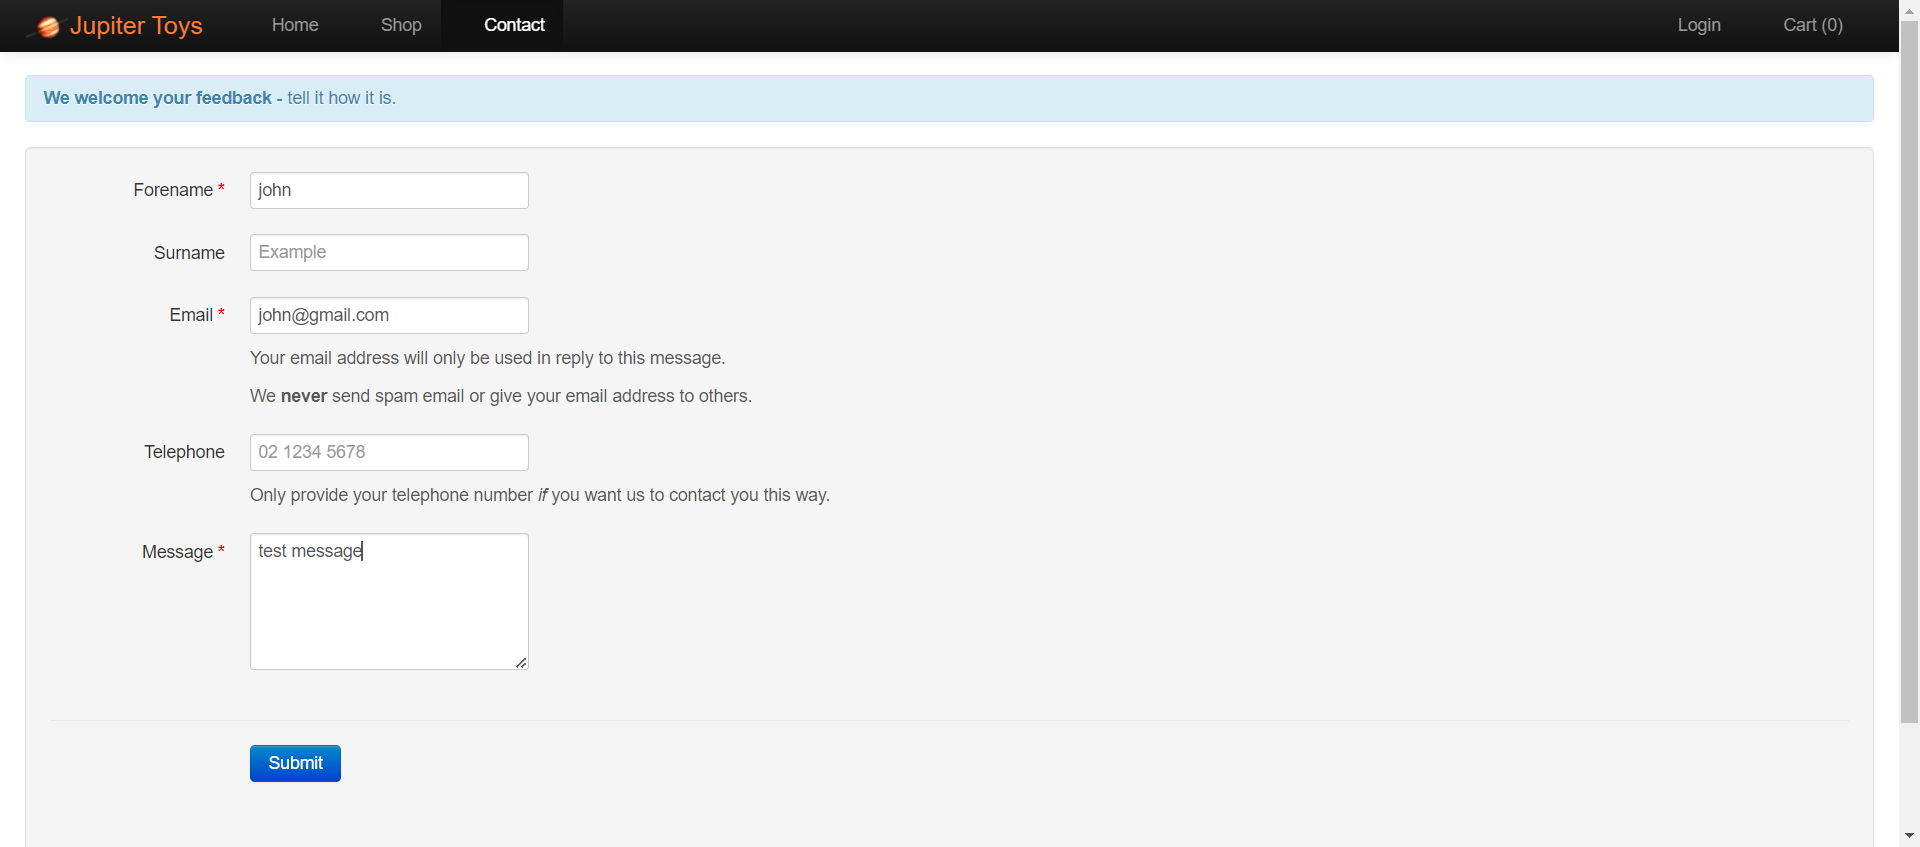 Jupiter Toys Home Shop Contact Login Cart (0)
We welcome your feedback - tell it how it is.
Forename * john
Surname Example
Email * john@gmail.com
Your email address will only be used in reply to this message.
We never send spam email or give your email address to others.
Telephone 02 1234 5678
Only provide your telephone number if you want us to contact you this way.
Message * test message
Submit